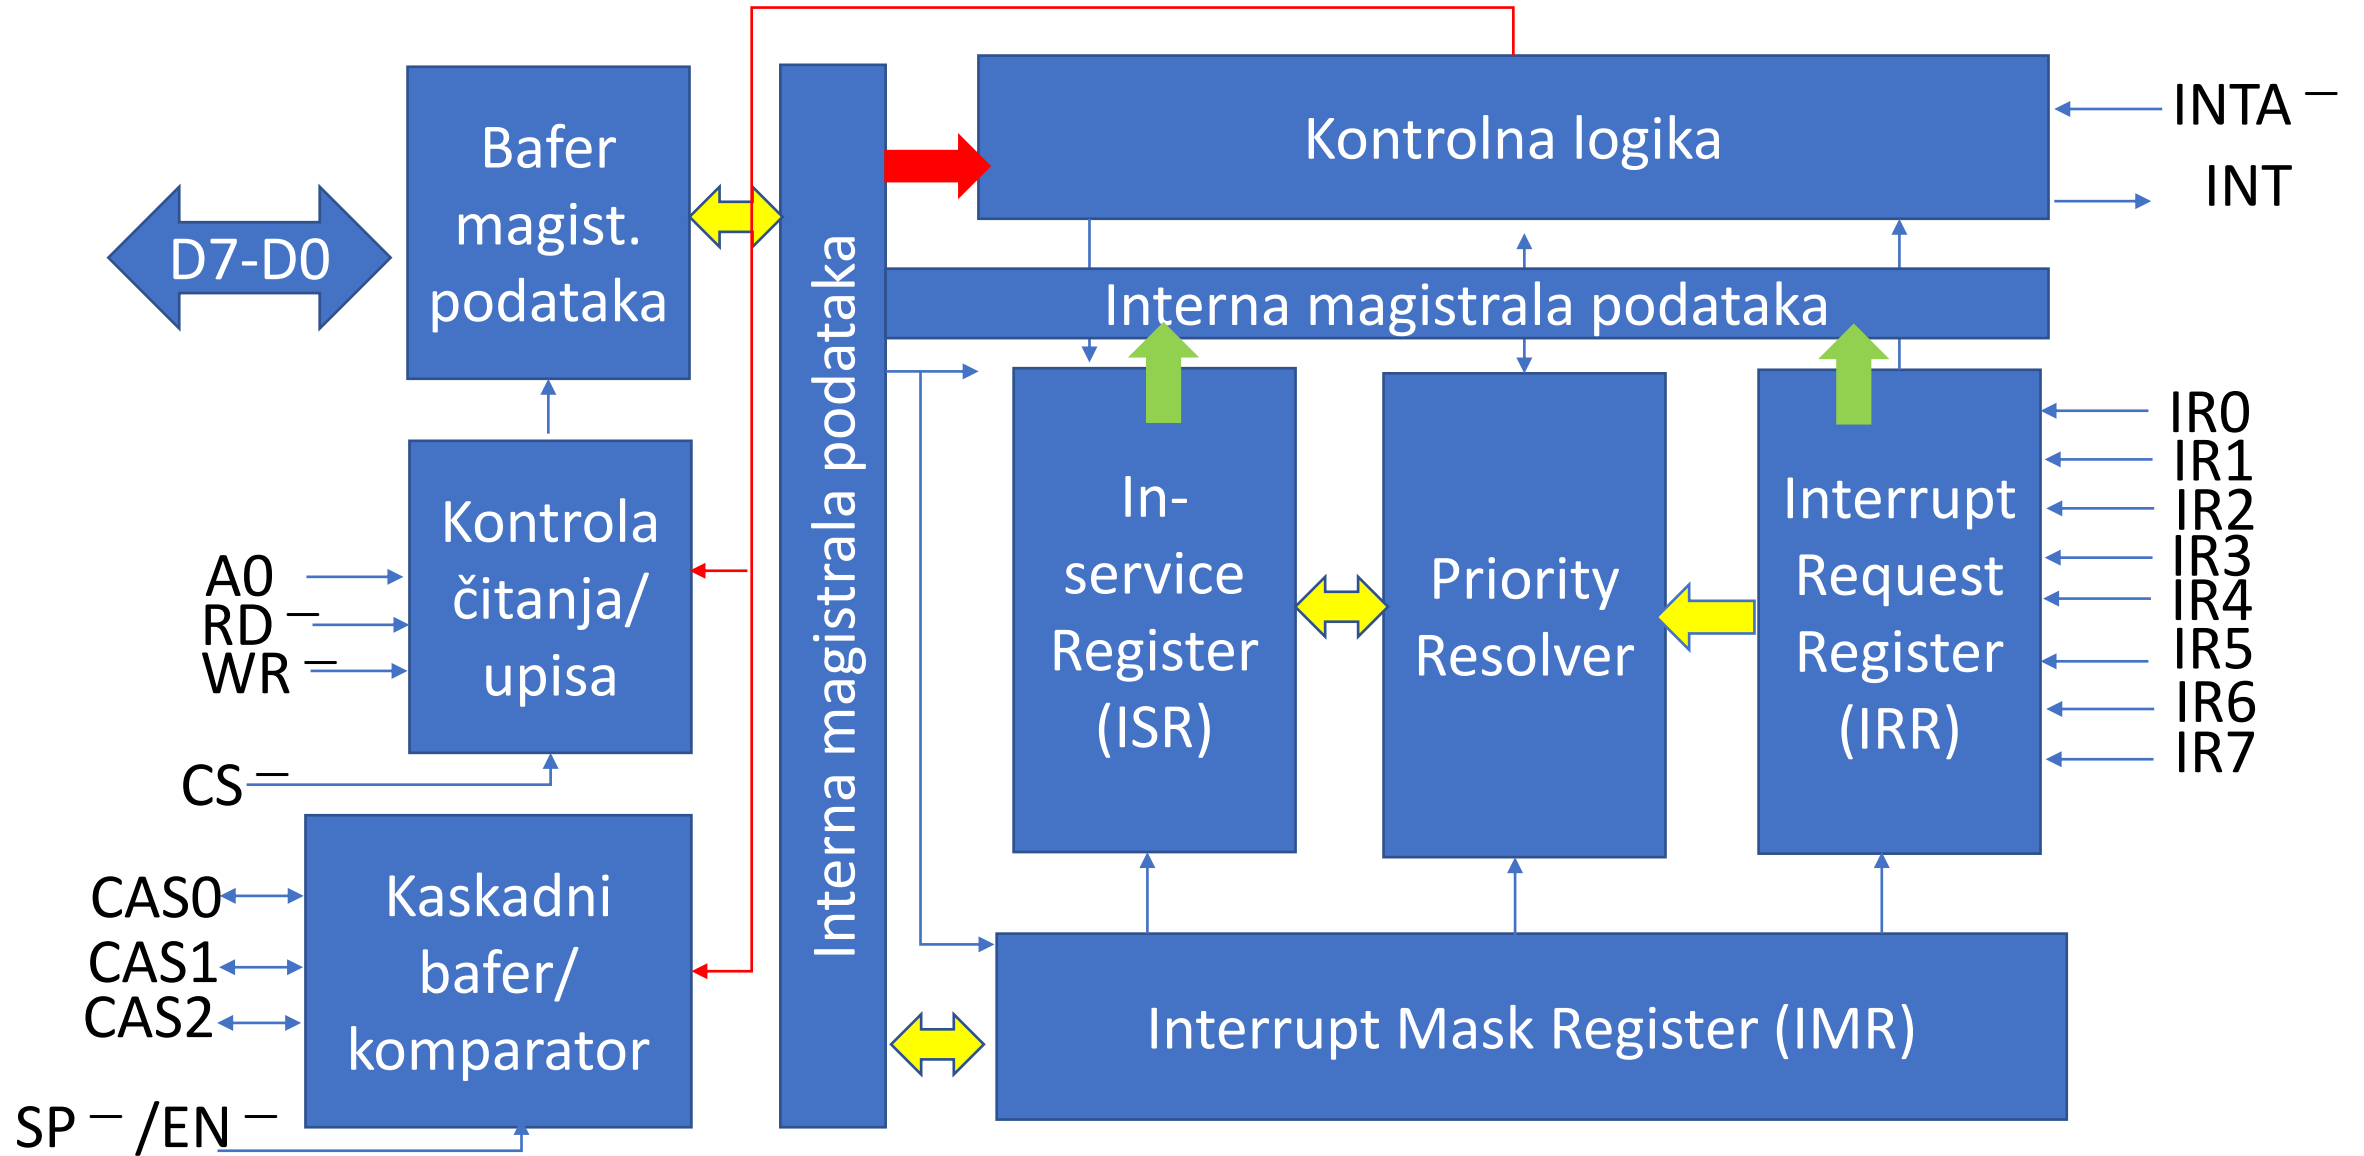 Bafer
magist.
podataka
D7-D0
Kontrola
čitanja/
upisa
A0
RD¯
WR¯
CS¯
Kaskadni
bafer/
komparator
CAS0
CAS1
CAS2
SP¯/EN¯
Interna magistrala podataka
Kontrolna logika
INTA¯
INT
Interna magistrala podataka
In-
service
Register
(ISR)
Priority
Resolver
Interrupt
Request
Register
(IRR)
IR0
IR1
IR2
IR3
IR4
IR5
IR6
IR7
Interrupt Mask Register (IMR)